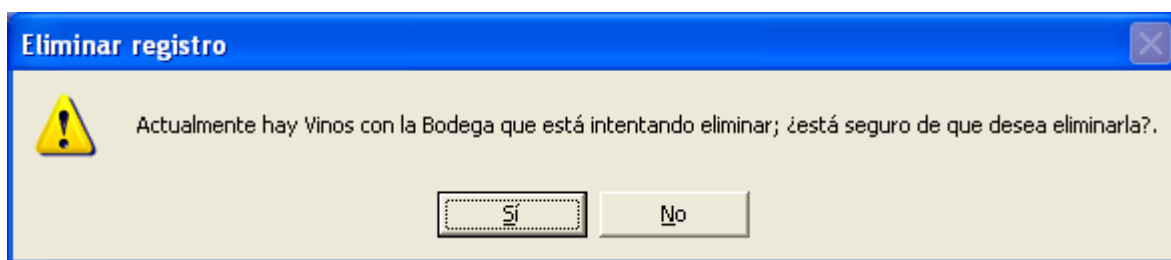 Eliminar registro
Actualmente hay Vinos con la Bodega que está intentando eliminar; ¿está seguro de que desea eliminarla?.
Sí
No